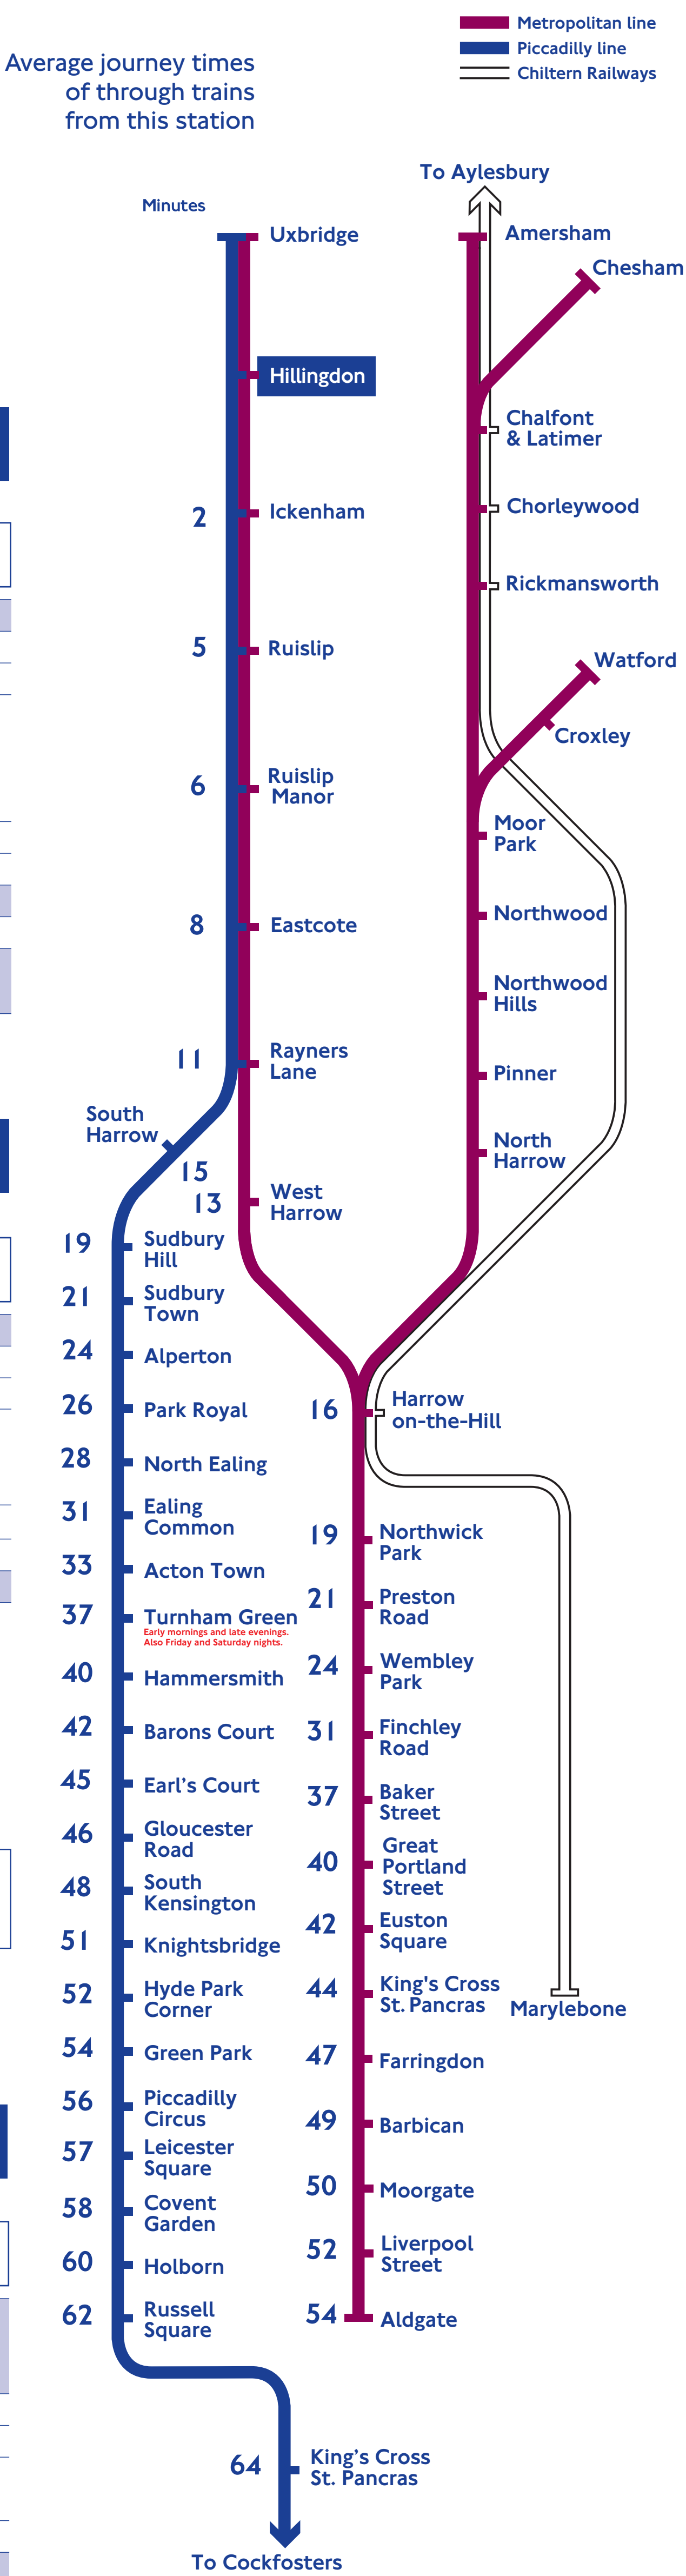 Metropolitan line
Piccadilly line
Chiltern Railways
Average journey times
of through trains
from this station
Minutes
To Aylesbury
Uxbridge
Hillingdon
2
Ickenham
5
Ruislip
6
Ruislip
Manor
8
Eastcote
11
Rayners
Lane
South
Harrow
15
13
West
Harrow
Amersham
Chesham
Chalfont
& Latimer
Chorleywood
Rickmansworth
Watford
Croxley
Moor
Park
Northwood
Northwood
Hills
Pinner
North
Harrow
19
Sudbury
Hill
21
Sudbury
Town
24
Alperton
26
Park Royal
28
North Ealing
31
Ealing
Common
33
Acton Town
37
Turnham Green
Early mornings and late evenings.
Also Friday and Saturday nights.
40
Hammersmith
42
Barons Court
45
Earl's Court
46
Gloucester
Road
48
South
Kensington
51
Knightsbridge
52
Hyde Park
Corner
54
Green Park
56
Piccadilly
Circus
57
Leicester
Square
58
Covent
Garden
60
Holborn
62
Russell
Square
64
King's Cross
St. Pancras
To Cockfosters
16
Harrow
on-the-Hill
19
Northwick
Park
21
Preston
Road
24
Wembley
Park
31
Finchley
Road
37
Baker
Street
40
Great
Portland
Street
42
Euston
Square
44
King's Cross
St. Pancras
47
Farringdon
49
Barbican
50
Moorgate
52
Liverpool
Street
54
Aldgate
Marylebone